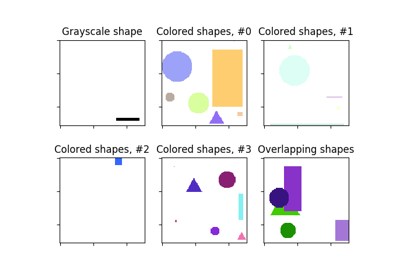 Grayscale shape
Colored shapes, #0
Colored shapes, #1
Colored shapes, #2
Colored shapes, #3
Overlapping shapes